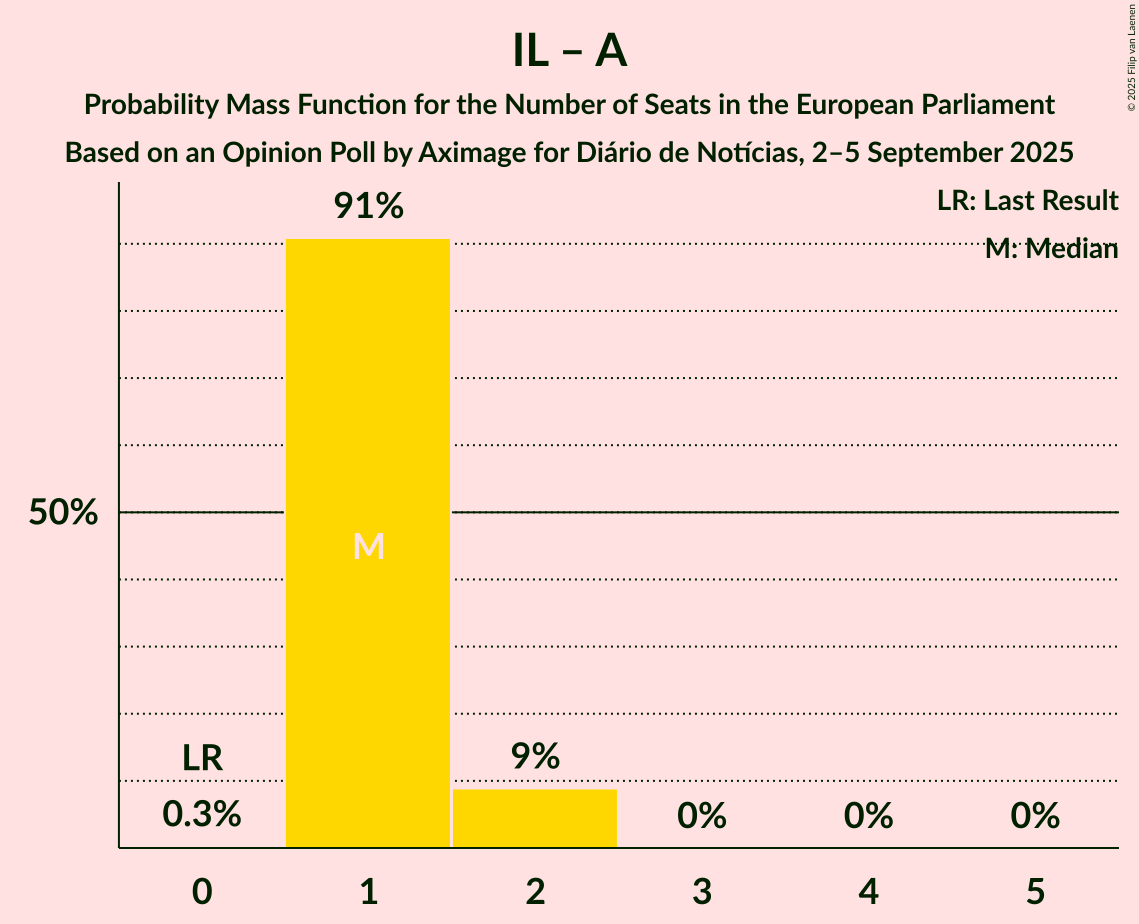 IL – A
Probability Mass Function for the Number of Seats in the European Parliament
Based on an Opinion Poll by Aximage for Diário de Notícias, 2–5 September 2025
© 2025 Filip van Laenen
LR: Last Result
M: Median
91%
50%
M
LR
0.3%
9%
0%
0%
0%
0 1 2 3 4 5